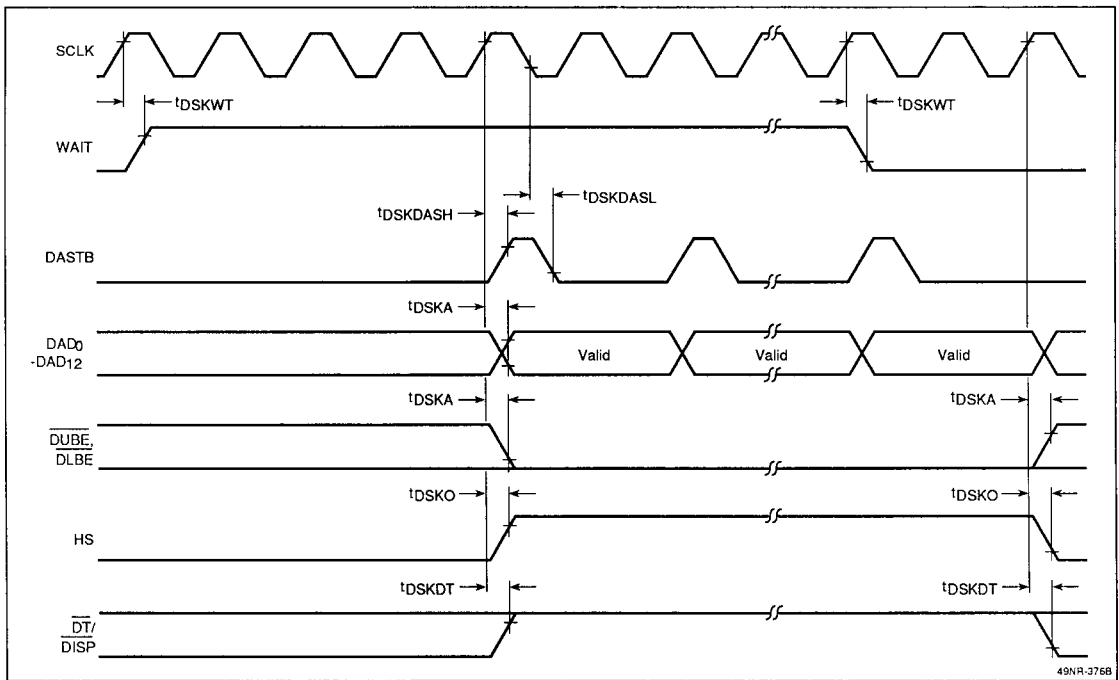 SCLK
tDSKWT
tDSKWT
WAIT
tDSKDASL
tDSKDASH
DASTB
tDSKA
DAD0
-DAD12
Valid
Valid
Valid
tDSKA
tDSKA
DUBE,
DLBE
tDSKO
tDSKO
HS
tDSKDT
tDSKDT
DT/
DISP
49NR-376B